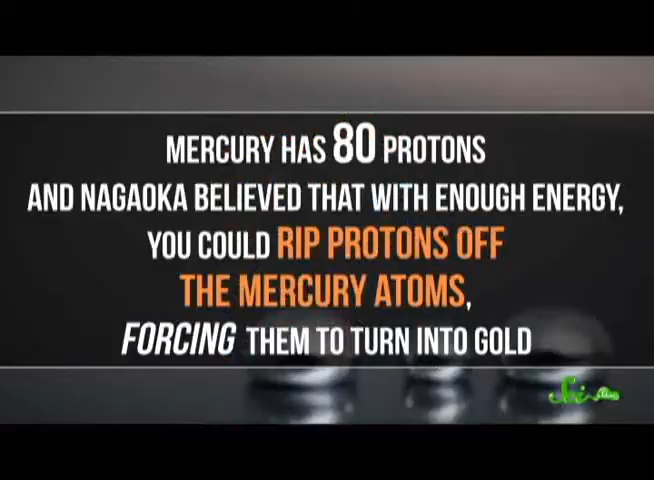 MERCURY HAS 80 PROTONS
AND NAGAOKA BELIEVED THAT WITH ENOUGH ENERGY,
YOU COULD RIP PROTONS OFF
THE MERCURY ATOMS,
FORCING THEM TO TURN INTO GOLD
Sci